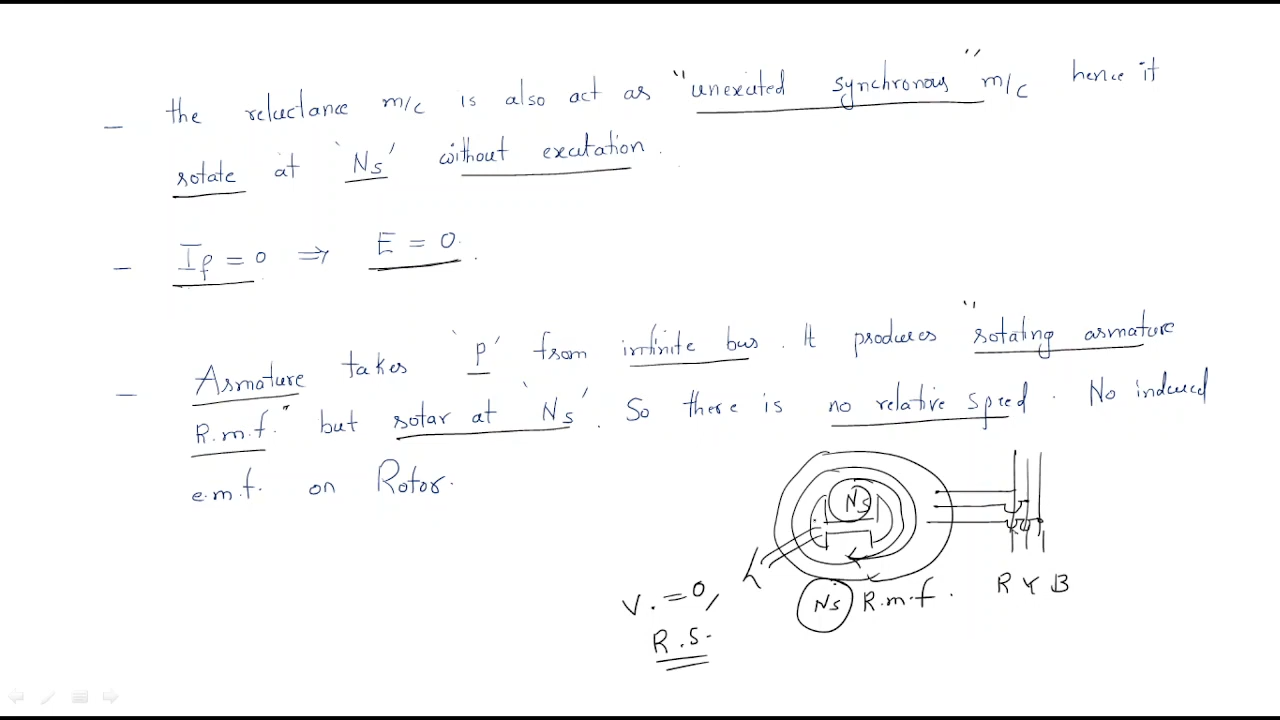 – the reluctance m/c is also act as "unexcited synchronous" m/c hence it
rotate at 'Ns' without excitation.
– If = 0 ⇒ E = 0.
– Armature takes 'P' from infinite bus. It produces "rotating armature
R.m.f." but rotar at 'Ns'. So there is no relative speed. No induced
e.m.f. on Rotor.
Ns
V. = 0,
R.S.
Ns R.m.f.
R Y B